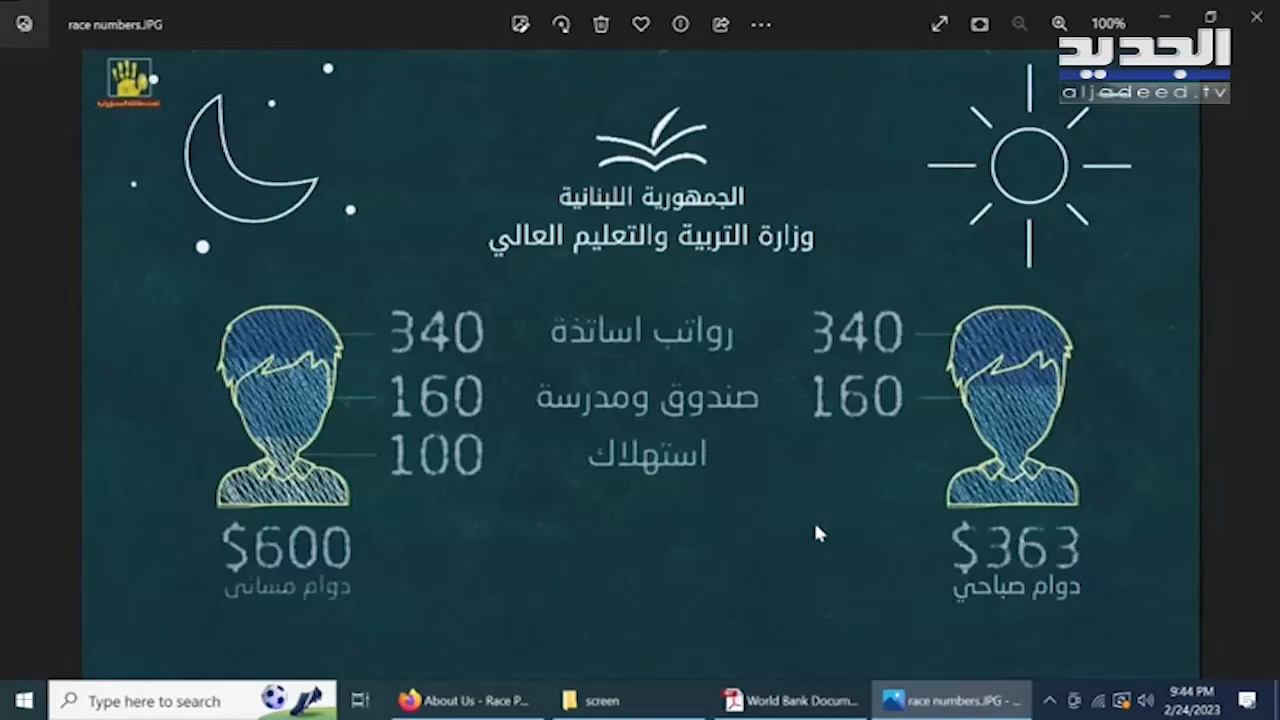 race numbers.JPG
100%
الجديد
aljadeed.tv
الجمهورية اللبنانية
وزارة التربية والتعليم العالي
340 رواتب اساتذة 340
160 صندوق ومدرسة 160
استهلاك 100
$363
دوام صباحي
$600
دوام مسائي
Type here to search
About Us - Race P...
screen
World Bank Docum...
race numbers.JPG - ...
9:44 PM
2/24/2023